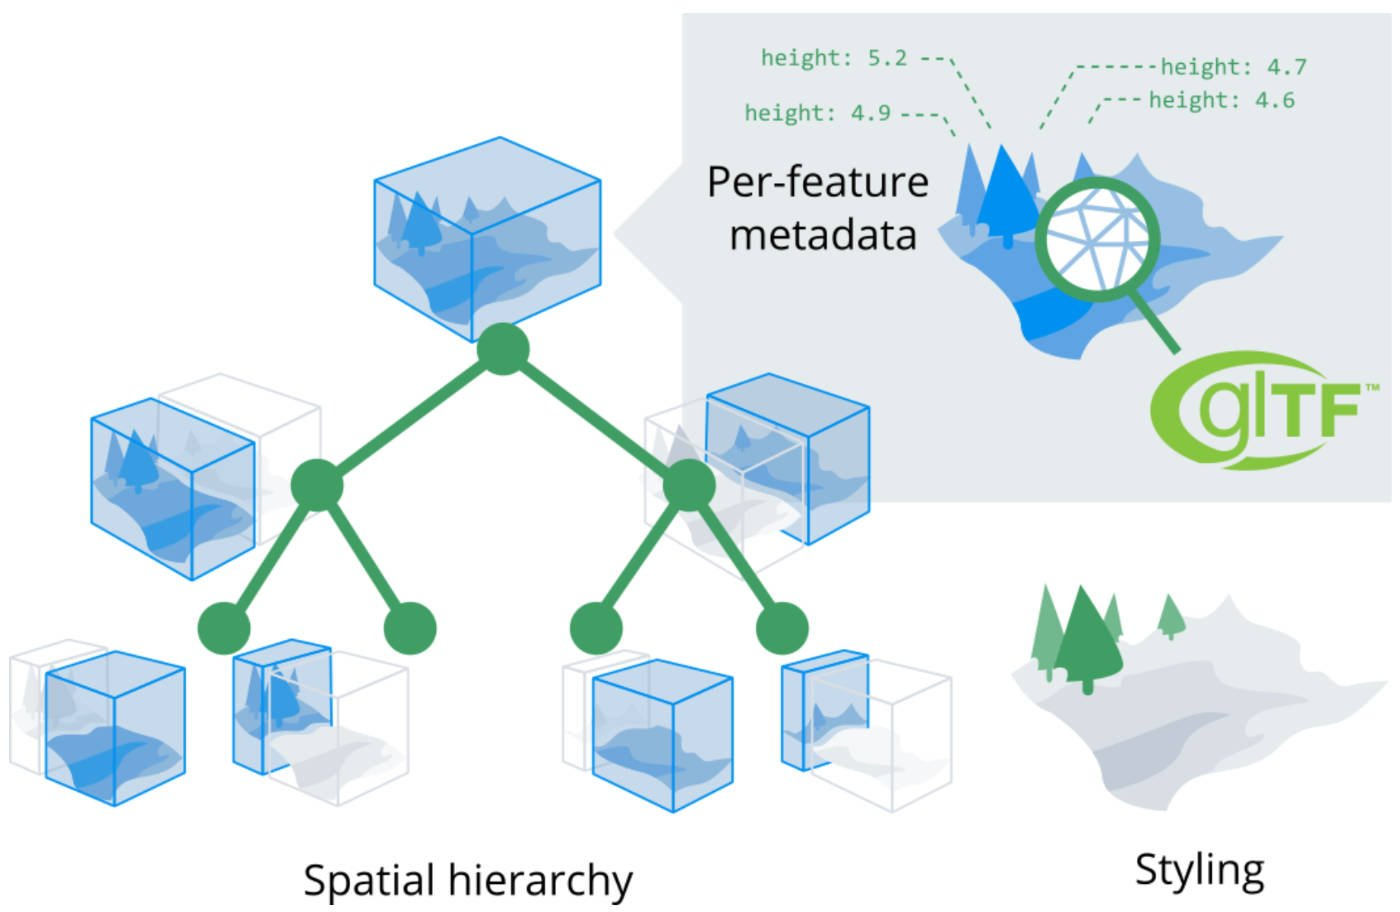 height: 5.2
height: 4.7
height: 4.6
height: 4.9
Per-feature
metadata
glTF™
Spatial hierarchy
Styling